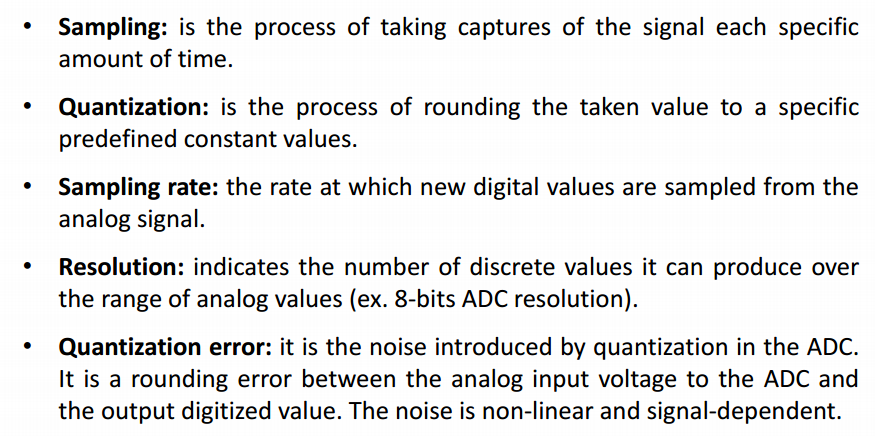 • Sampling: is the process of taking captures of the signal each specific
amount of time.
• Quantization: is the process of rounding the taken value to a specific
predefined constant values.
• Sampling rate: the rate at which new digital values are sampled from the
analog signal.
• Resolution: indicates the number of discrete values it can produce over
the range of analog values (ex. 8-bits ADC resolution).
• Quantization error: it is the noise introduced by quantization in the ADC.
It is a rounding error between the analog input voltage to the ADC and
the output digitized value. The noise is non-linear and signal-dependent.